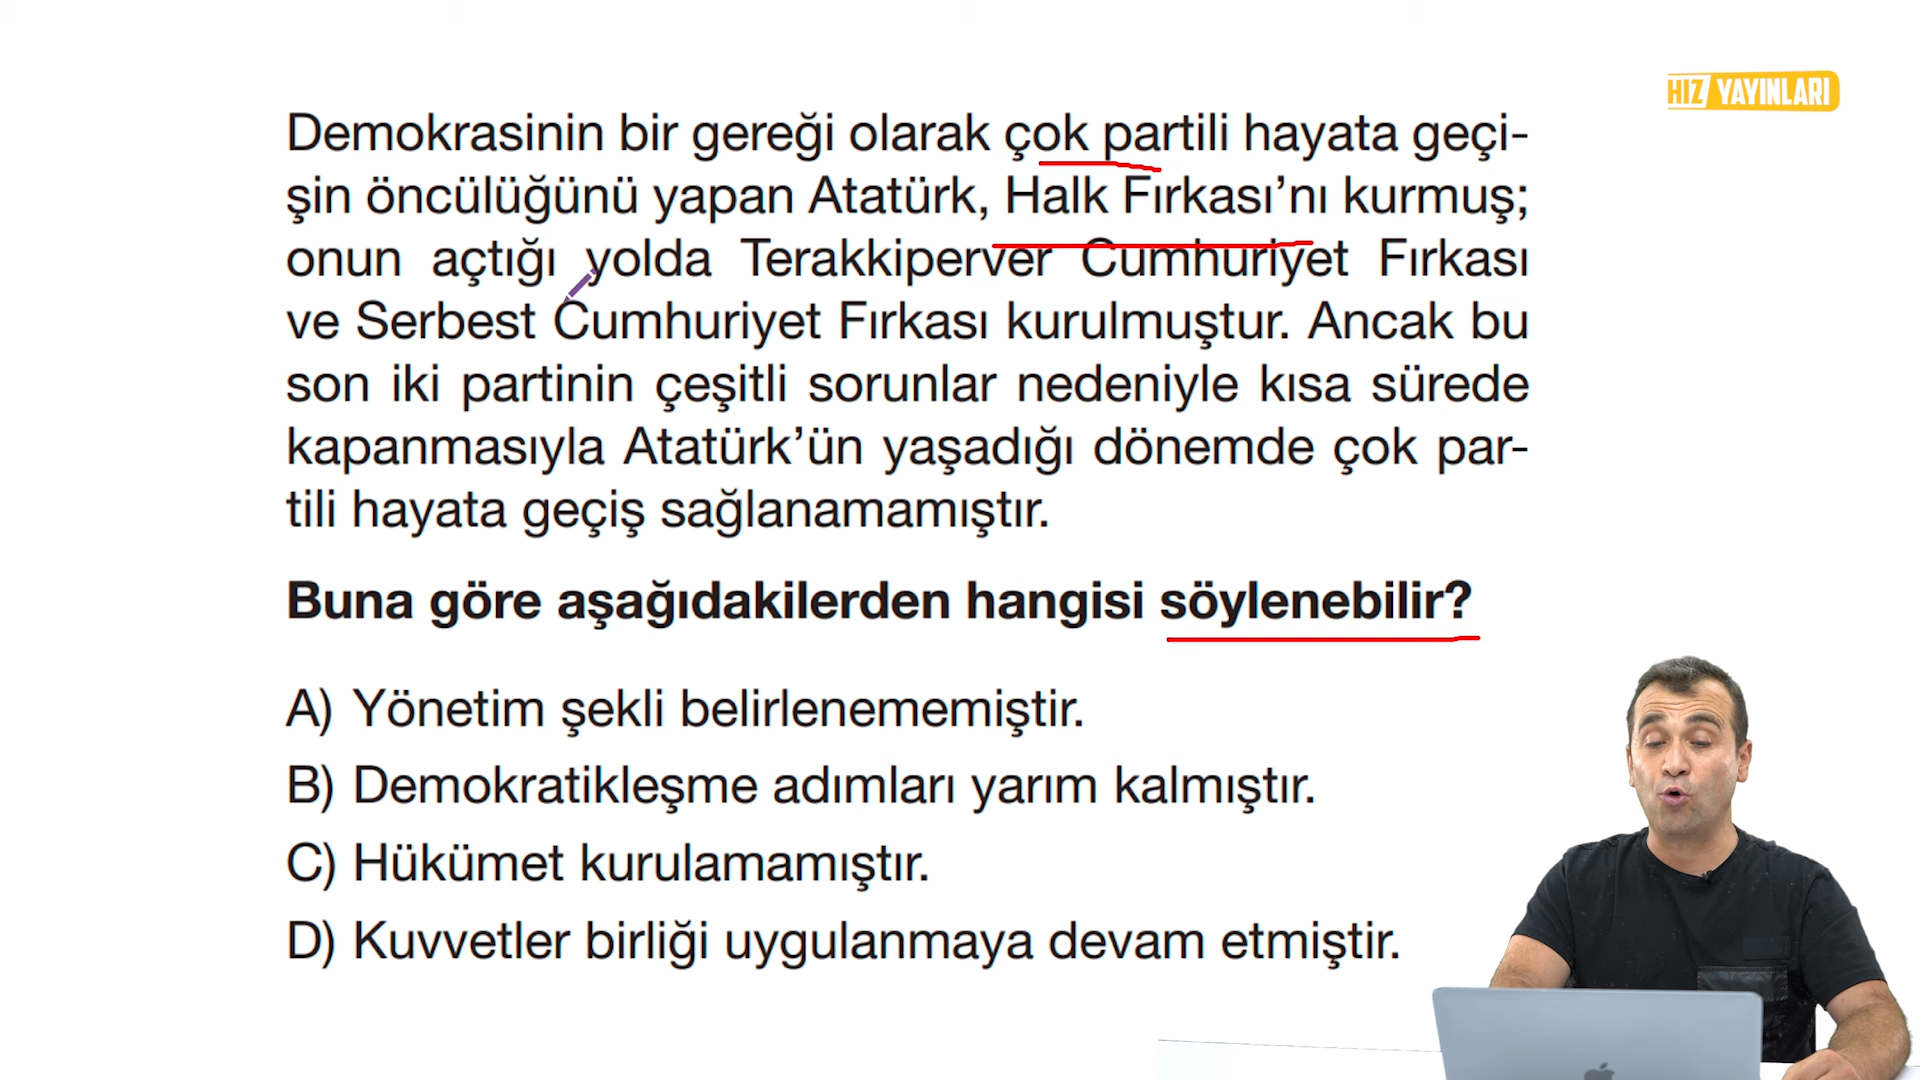 HIZ YAYINLARI
Demokrasinin bir gereği olarak çok partili hayata geçi-
şin öncülüğünü yapan Atatürk, Halk Fırkası’nı kurmuş;
onun açtığı yolda Terakkiperver Cumhuriyet Fırkası
ve Serbest Cumhuriyet Fırkası kurulmuştur. Ancak bu
son iki partinin çeşitli sorunlar nedeniyle kısa sürede
kapanmasıyla Atatürk’ün yaşadığı dönemde çok par-
tili hayata geçiş sağlanamamıştır.
Buna göre aşağıdakilerden hangisi söylenebilir?
A) Yönetim şekli belirlenememiştir.
B) Demokratikleşme adımları yarım kalmıştır.
C) Hükümet kurulamamıştır.
D) Kuvvetler birliği uygulanmaya devam etmiştir.